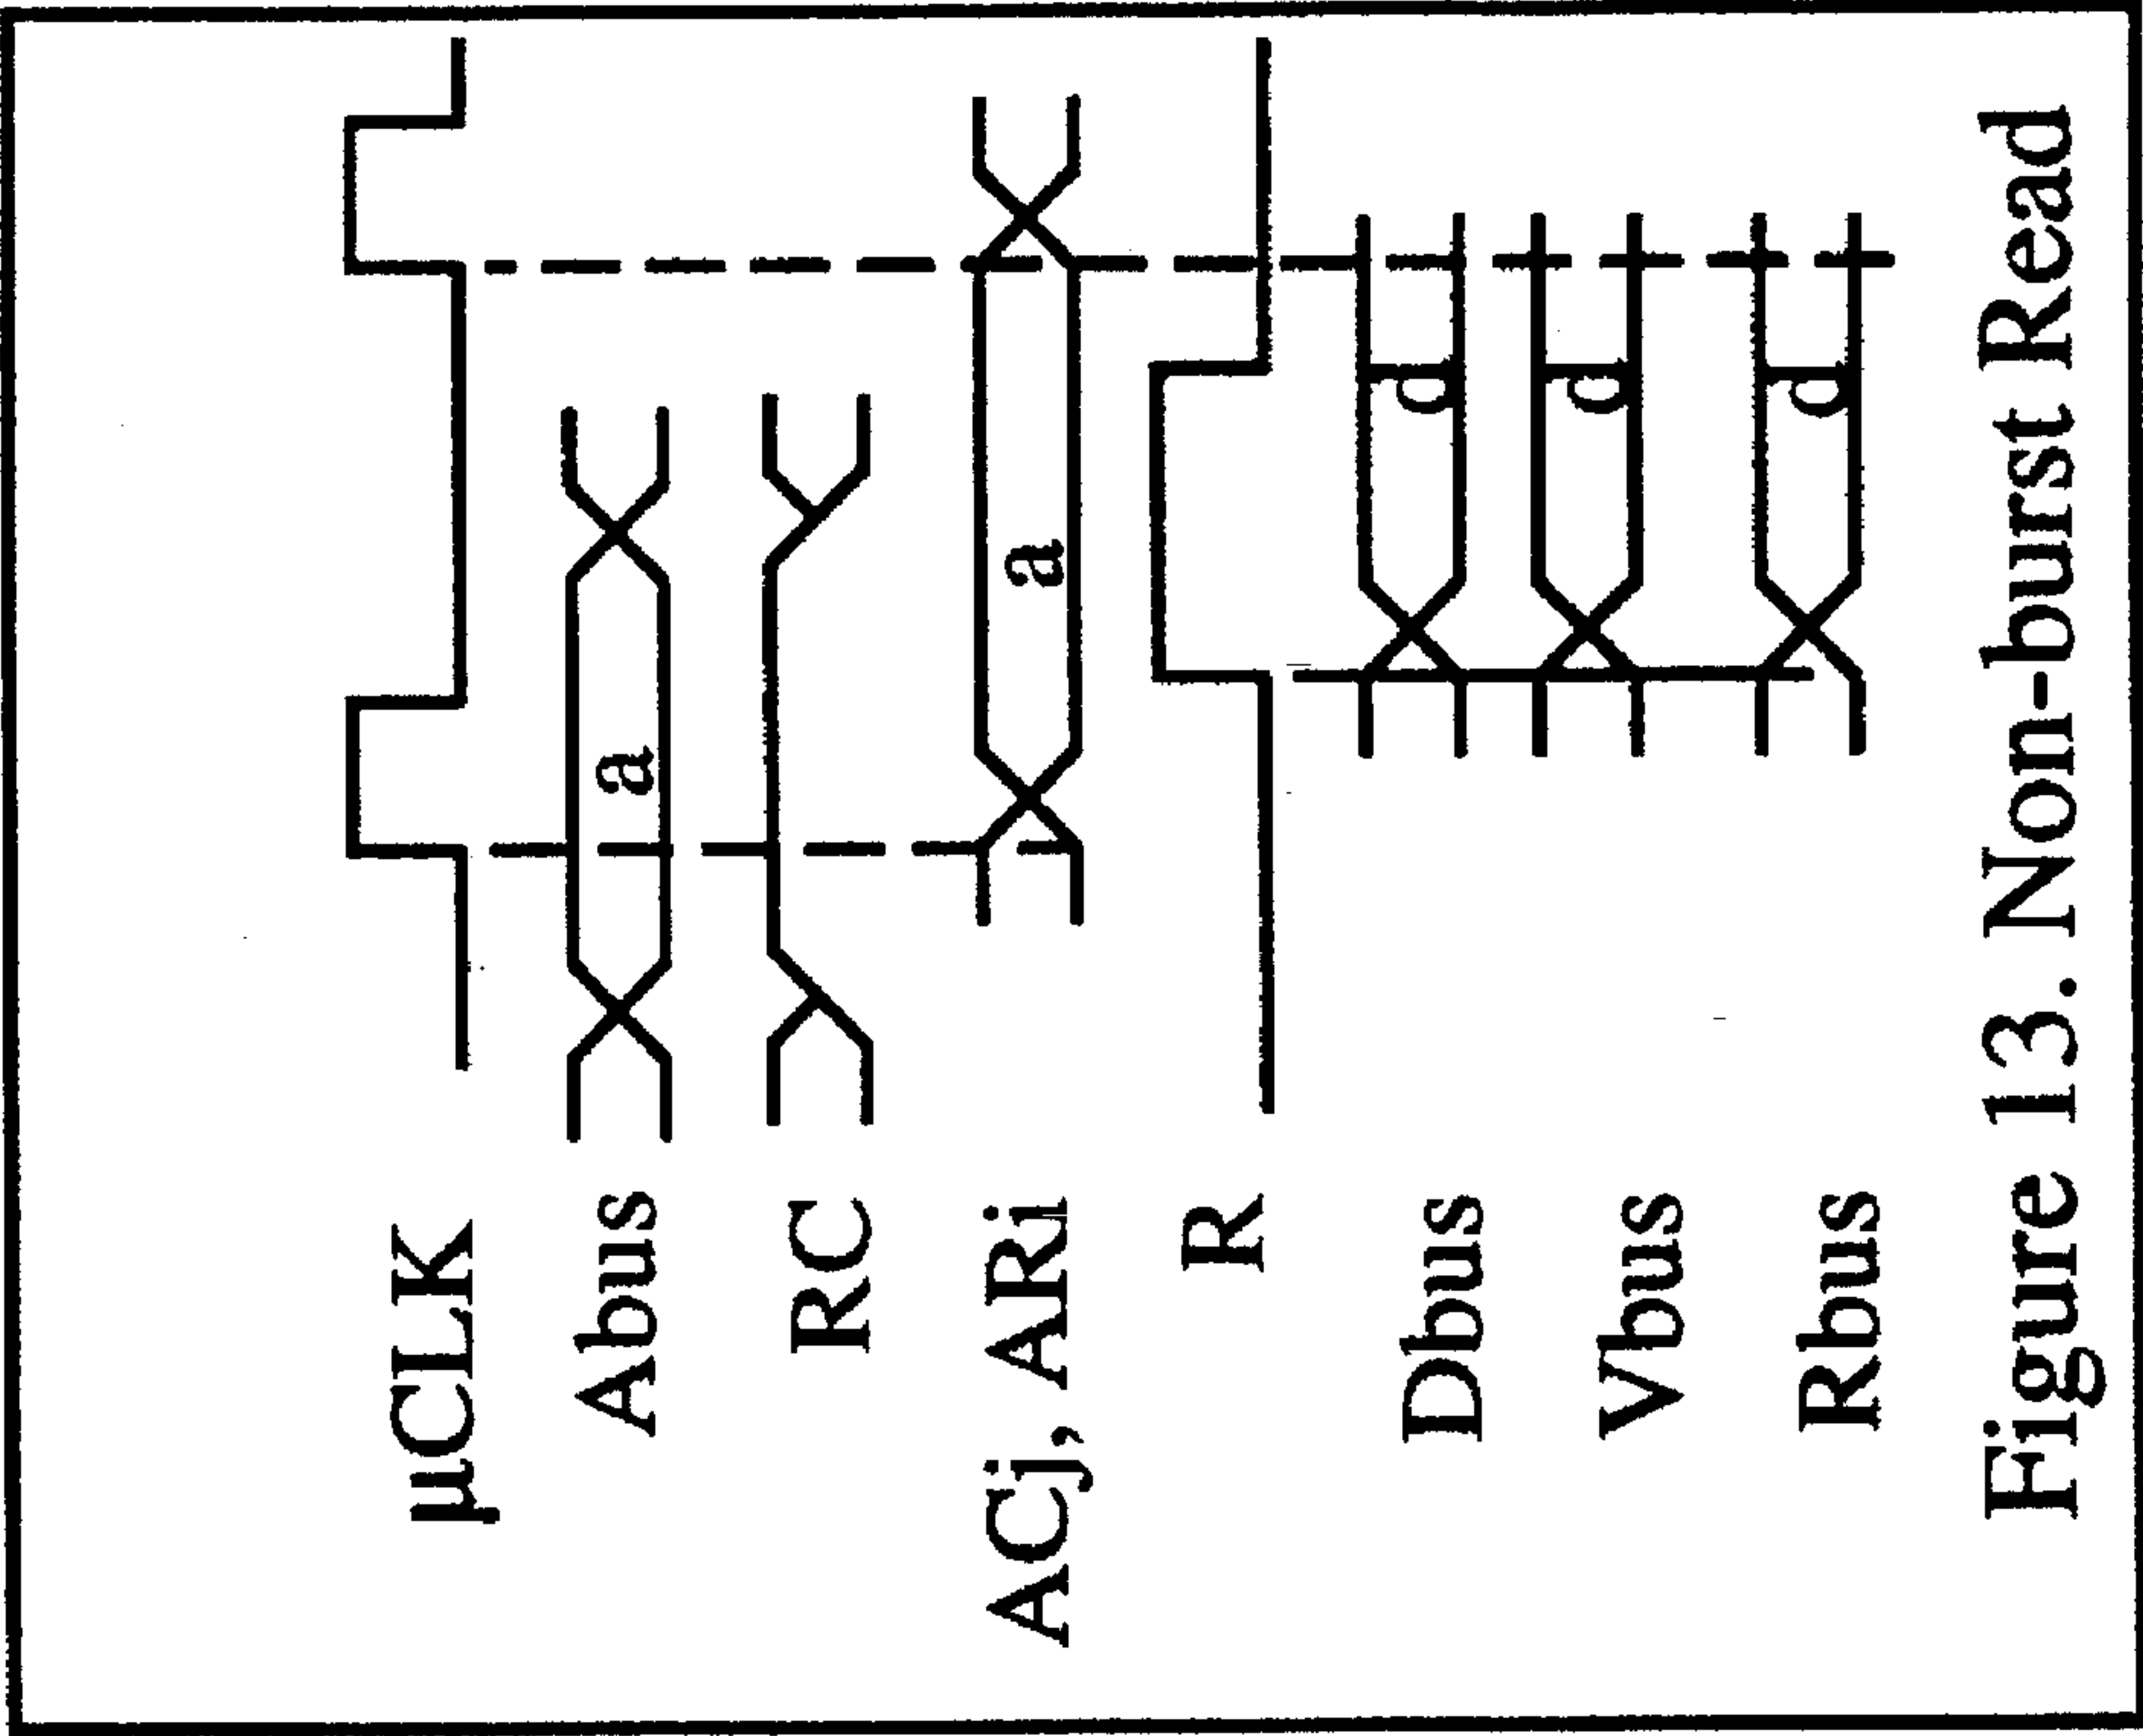 µCLK
Abus
a
RC
ACj, ARi
a
R
Dbus
d
Vbus
d
Rbus
d
Figure 13. Non-burst Read